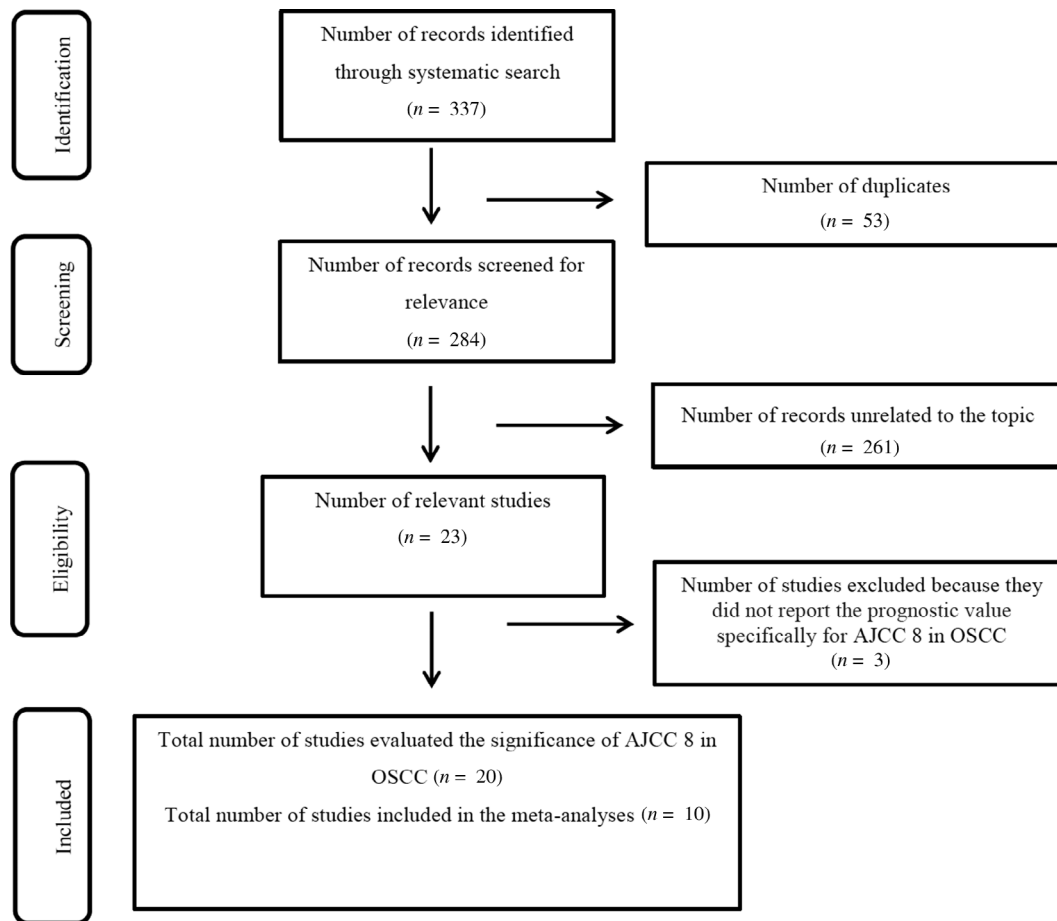 Identification
Number of records identified
through systematic search
(n = 337)
Number of duplicates
(n = 53)
Screening
Number of records screened for
relevance
(n = 284)
Number of records unrelated to the topic
(n = 261)
Eligibility
Number of relevant studies
(n = 23)
Number of studies excluded because they
did not report the prognostic value
specifically for AJCC 8 in OSCC
(n = 3)
Included
Total number of studies evaluated the significance of AJCC 8 in
OSCC (n = 20)
Total number of studies included in the meta-analyses (n = 10)